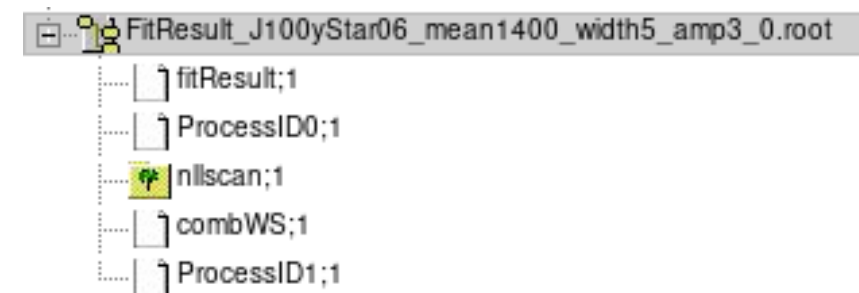 FitResult_J100yStar06_mean1400_width5_amp3_0.root
fitResult;1
ProcessID0;1
nllscan;1
combWS;1
ProcessID1;1